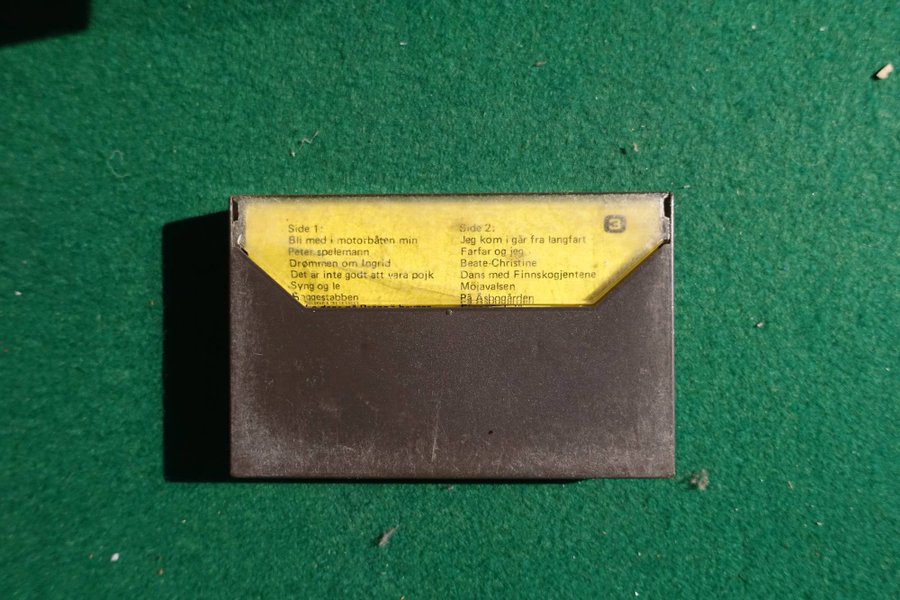 Side 1:
Bli med i motorbåten min
Peter spelemann
Drømmen om Ingrid
Det är inte godt att vara pojk
Syng og le
Snggestabben
Side 2:
Jeg kom i går fra langfart
Farfar og jeg
Beate-Christine
Dans med Finnskogjentene
Möjavalsen
På Åsbogården
3